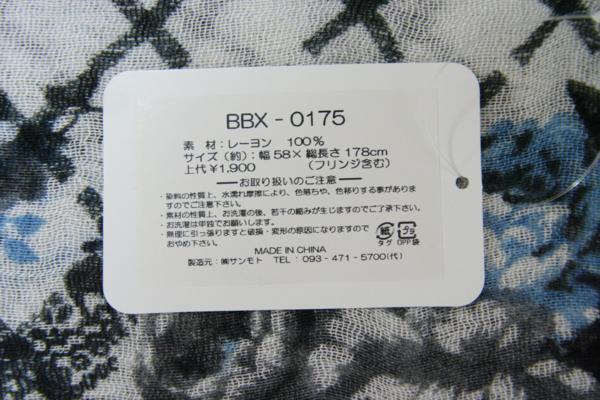 BBX - 0175
素 材：レーヨン 100％
サイズ（約）：幅 58× 総長さ 178cm
上代 ¥1,900 （フリンジ含む）
――お取り扱いのご注意――
・染料の性質上、水濡れ摩擦により、色落ちや、色移りする事がありま
すのでご注意下さい。
・素材の性質上、お洗濯の後、若干の縮みが生じますのでご了承下さい。
・お洗濯は単独でお願いします。
・無理に引っ張りますと破損・変形の原因になりますので
おやめ下さい。
紙 プラ
タグ OPP袋
MADE IN CHINA
製造元：㈱サンモト TEL：093-471-5700(代)